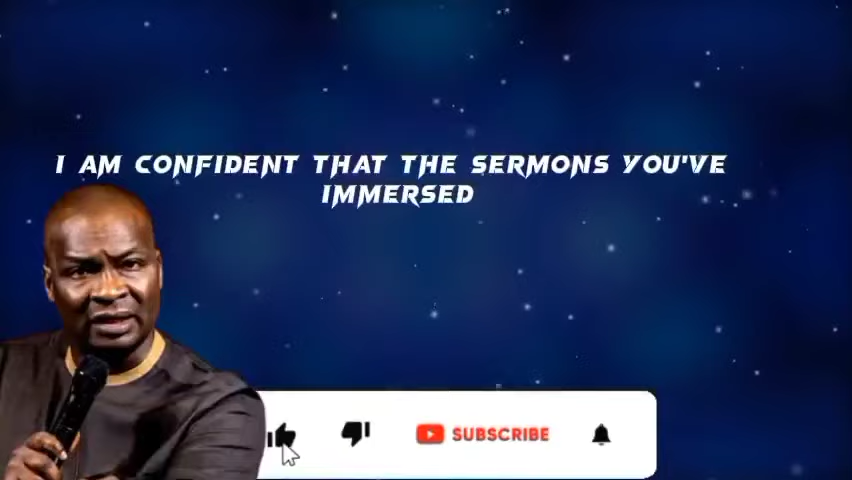 I AM CONFIDENT THAT THE SERMONS YOU'VE
IMMERSED
SUBSCRIBE